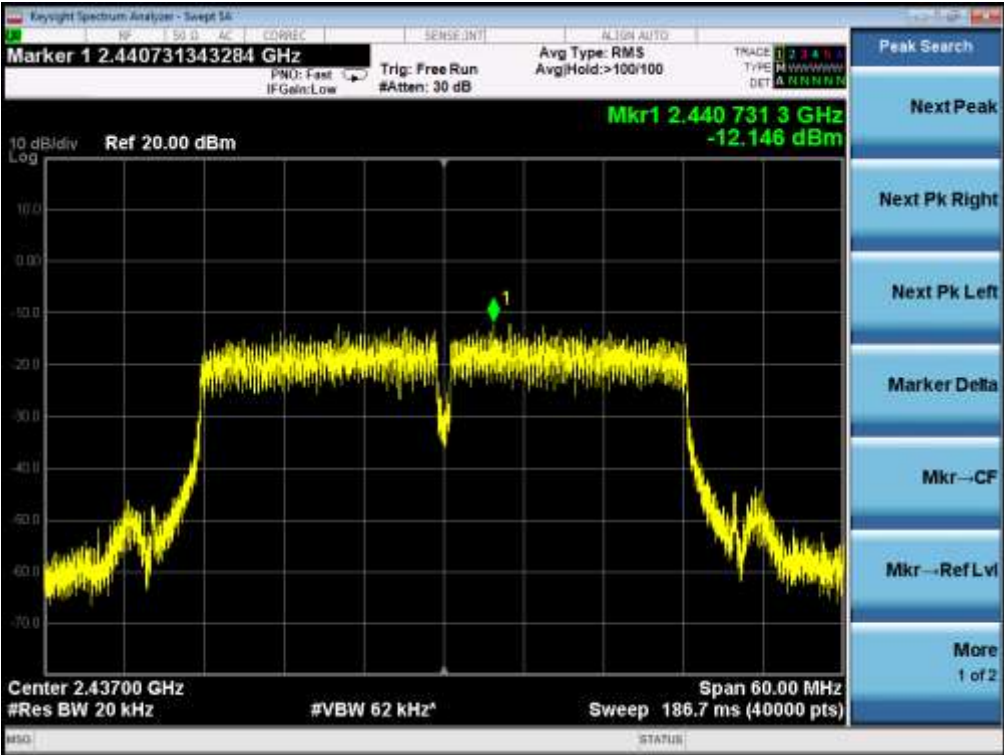 Keysight Spectrum Analyzer - Swept SA
RF 50 Ω AC CORREC SENSE:INT ALIGN AUTO
Marker 1 2.440731343284 GHz
PNO: Fast
IFGain:Low
Trig: Free Run
#Atten: 30 dB
Avg Type: RMS
Avg|Hold:>100/100
TRACE 1 2 3 4 5 6
TYPE M WWWWW
DET A N N N N N
Peak Search
Mkr1 2.440 731 3 GHz
-12.146 dBm
10 dB/div Ref 20.00 dBm
Log
10.0
0.00
-10.0
-20.0
-30.0
-40.0
-50.0
-60.0
-70.0
1
Center 2.43700 GHz
Span 60.00 MHz
#Res BW 20 kHz
#VBW 62 kHz*
Sweep 186.7 ms (40000 pts)
Next Peak
Next Pk Right
Next Pk Left
Marker Delta
Mkr→CF
Mkr→Ref Lvl
More
1 of 2
MSG
STATUS